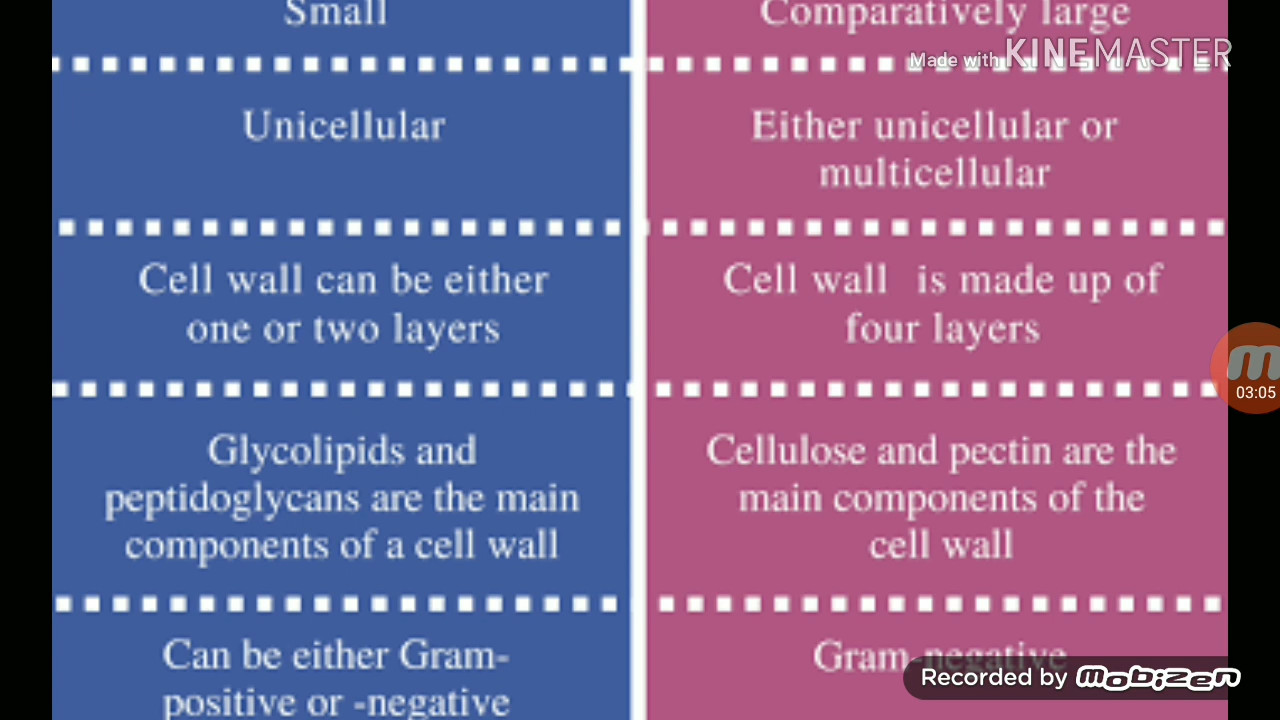 Small
Comparatively large
Made with KINEMASTER
Unicellular
Either unicellular or
multicellular
Cell wall can be either
one or two layers
Cell wall is made up of
four layers
03:05
Glycolipids and
peptidoglycans are the main
components of a cell wall
Cellulose and pectin are the
main components of the
cell wall
Can be either Gram-
positive or -negative
Gram-negative
Recorded by MOBIZEN